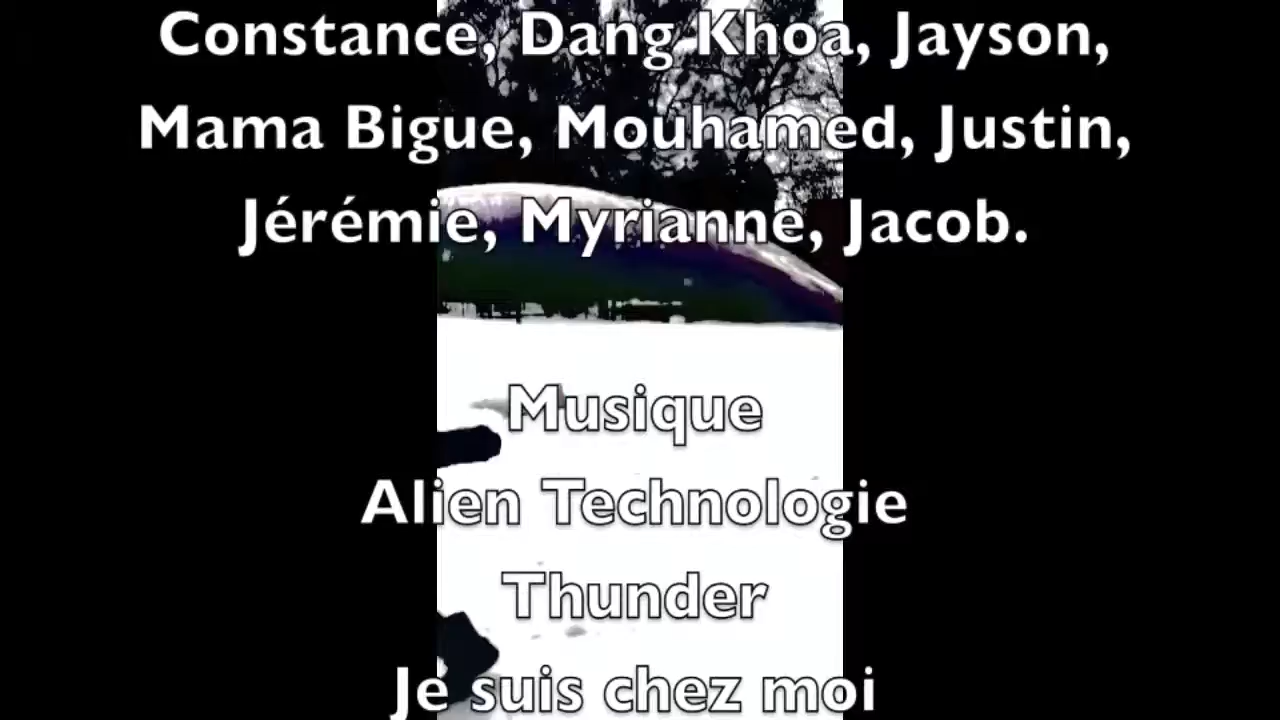 Constance, Dang Khoa, Jayson,
Mama Bigue, Mouhamed, Justin,
Jérémie, Myrianne, Jacob.
Musique
Alien Technologie
Thunder
Je suis chez moi